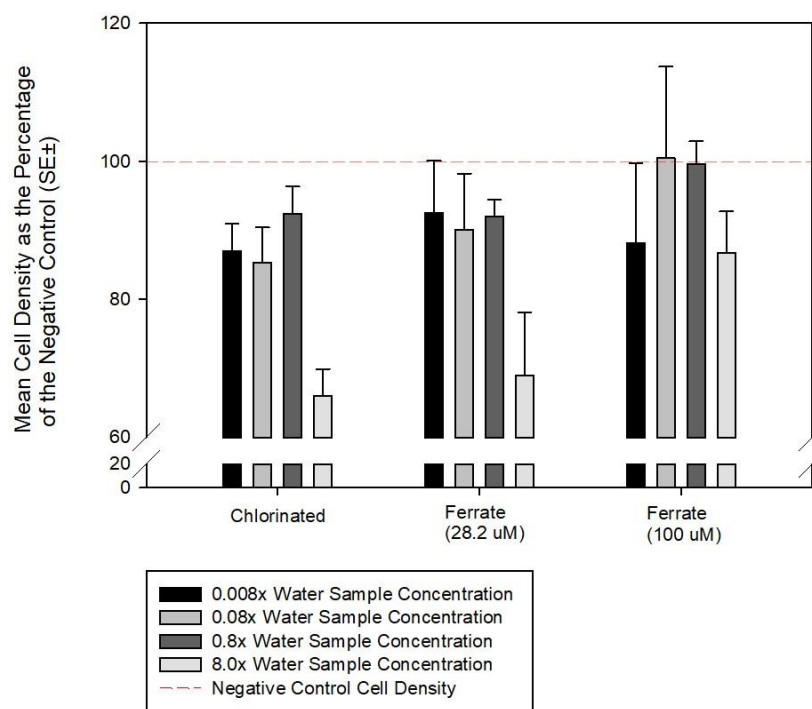 Mean Cell Density as the Percentage
of the Negative Control (SE±)
120
100
80
60
20
0
Chlorinated
Ferrate
(28.2 uM)
Ferrate
(100 uM)
0.008x Water Sample Concentration
0.08x Water Sample Concentration
0.8x Water Sample Concentration
8.0x Water Sample Concentration
Negative Control Cell Density